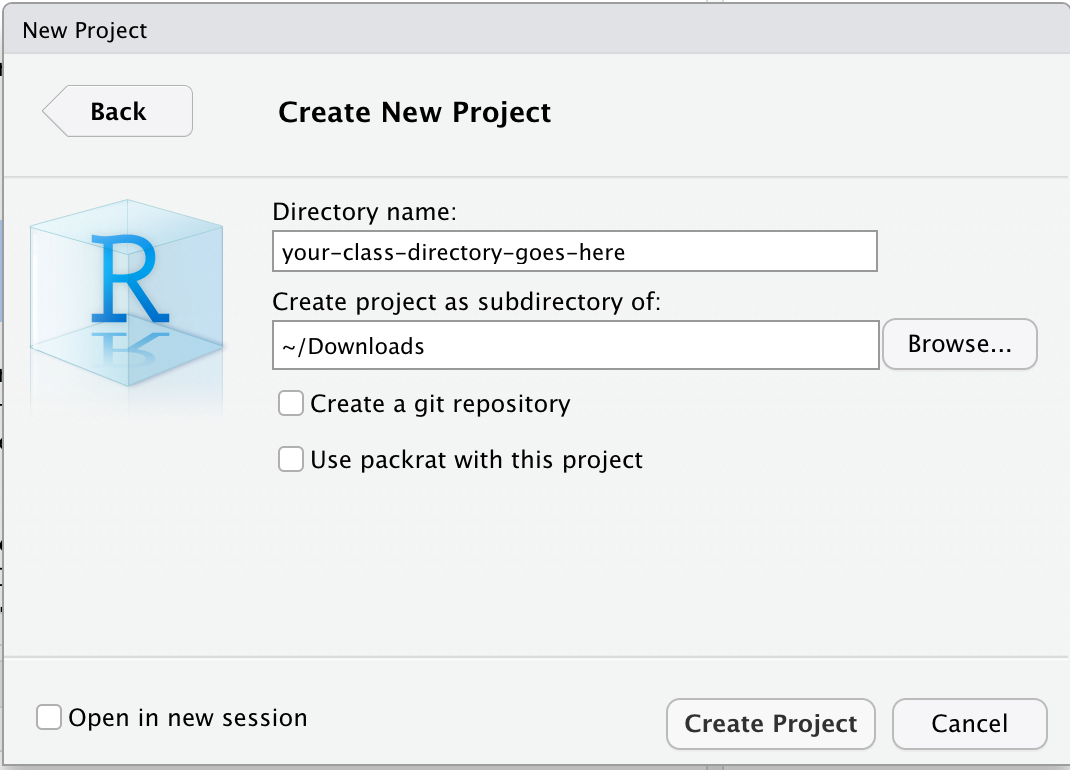 New Project
Back
Create New Project
R
Directory name:
your-class-directory-goes-here
Create project as subdirectory of:
~/Downloads
Browse...
Create a git repository
Use packrat with this project
Open in new session
Create Project
Cancel